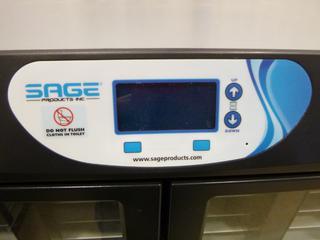 SAGE
PRODUCTS INC
DO NOT FLUSH
CLOTHS IN TOILET
UP
DOWN
www.sageproducts.com